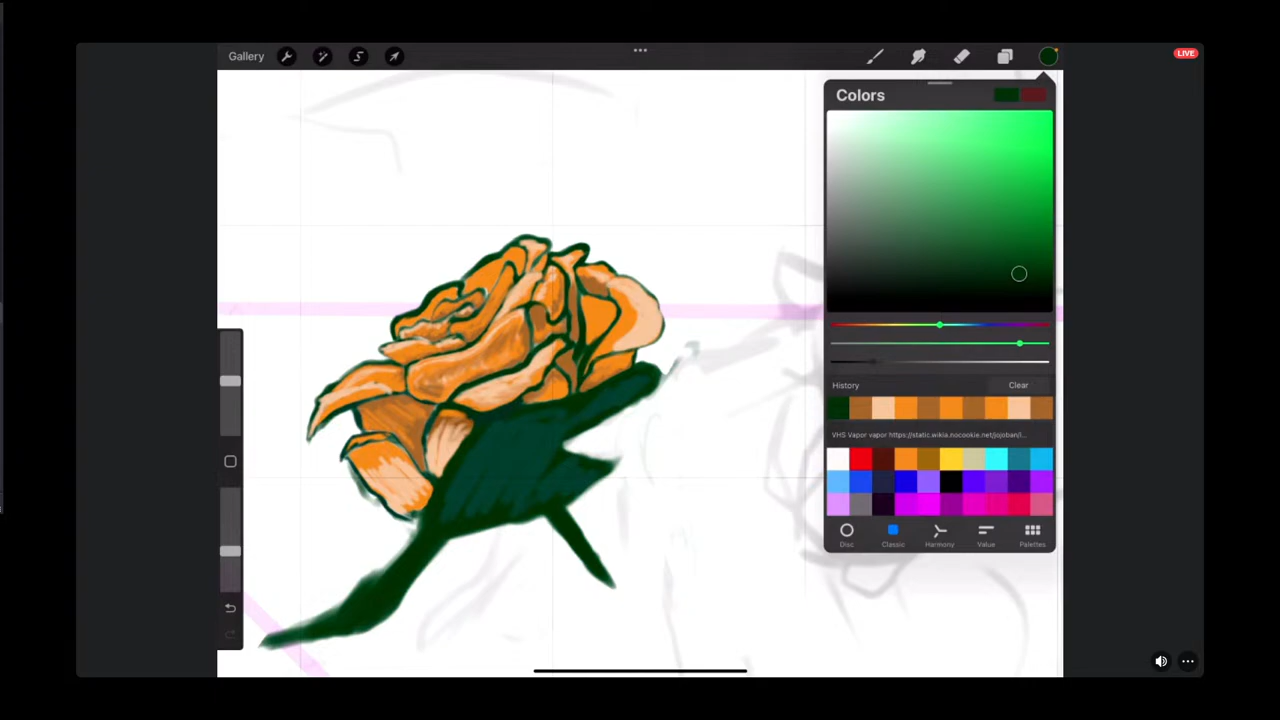 Gallery
LIVE
Colors
History
Clear
VHS Vapor vapor https://static.wikia.nocookie.net/jojoban/i...
Disc
Classic
Harmony
Value
Palettes